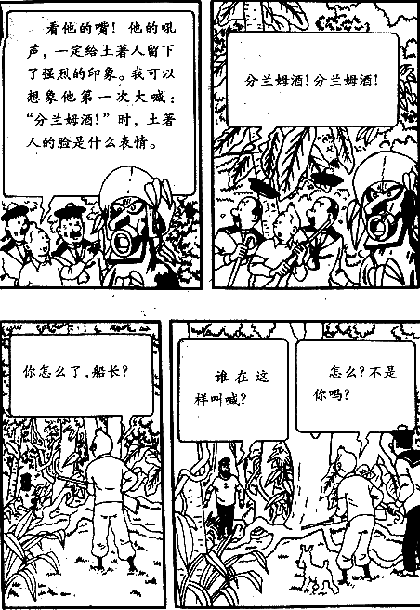 看他的嘴！他的吼
声，一定给土著人留下
了强烈的印象。我可以
想象他第一次大喊：
“分兰姆酒！”时，土著
人的脸是什么表情。
分兰姆酒！分兰姆酒！
你怎么了，船长？
谁在这
样叫喊？
怎么？不是
你吗？